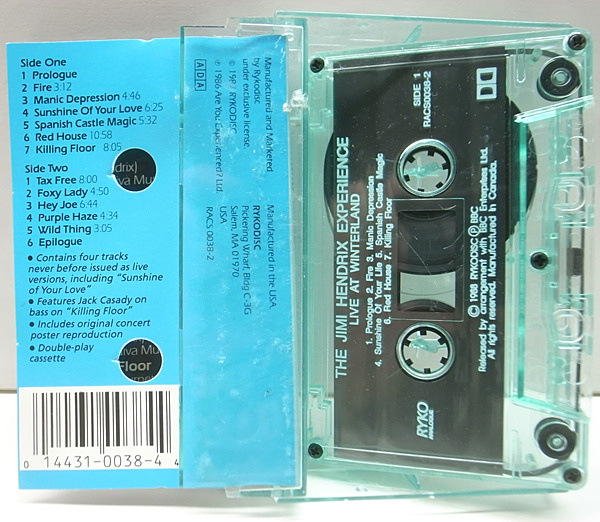 Side One
1 Prologue
2 Fire 3:12
3 Manic Depression 4:46
4 Sunshine Of Your Love 6:25
5 Spanish Castle Magic 5:32
6 Red House 10:58
7 Killing Floor 8:05
Side Two
1 Tax Free 8:00
2 Foxy Lady 4:50
3 Hey Joe 6:44
4 Purple Haze 4:34
5 Wild Thing 3:05
6 Epilogue
• Contains four tracks
never before issued as live
versions, including "Sunshine
of Your Love"
• Features Jack Casady on
bass on "Killing Floor"
• Includes original concert
poster reproduction
• Double-play
cassette
drix)
Floor
0 14431-0038-4 4
Manufactured and Marketed
by Rykodisc
under exclusive license.
© 1987 RYKODISC
℗ 1986 Are You Experienced? Ltd.
ADA
Manufactured in the USA
RYKODISC
Pickering Wharf, Bldg C-3G
Salem, MA 01970
USA
RACS 0038-2
SIDE 1
RACS0038-2
THE JIMI HENDRIX EXPERIENCE
LIVE AT WINTERLAND
1. Prologue 2. Fire 3. Manic Depression
4. Sunshine Of Your Life 5. Spanish Castle Magic
6. Red House 7. Killing Floor
© 1988 RYKODISC ℗ BBC
Released by arrangement with BBC Enterprises Ltd.
All rights reserved. Manufactured in Canada.
RYKO
ANALOGUE